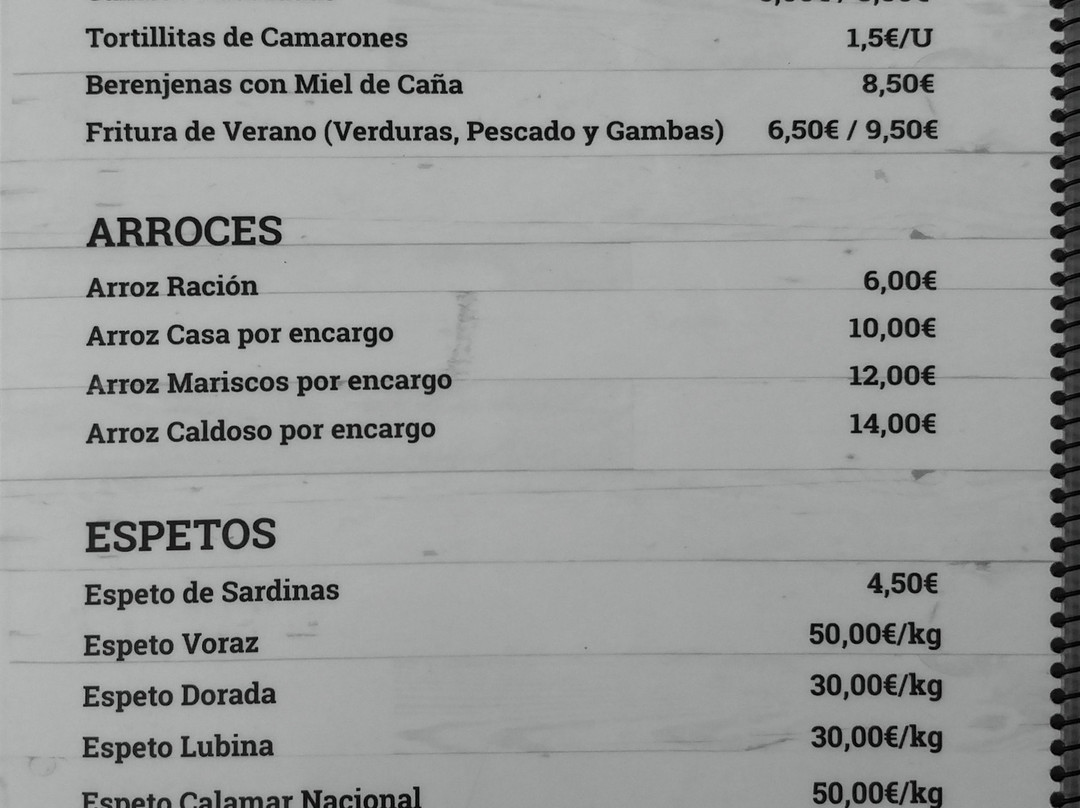 Tortillitas de Camarones 1,5€/U
Berenjenas con Miel de Caña 8,50€
Fritura de Verano (Verduras, Pescado y Gambas) 6,50€ / 9,50€
ARROCES
Arroz Ración 6,00€
Arroz Casa por encargo 10,00€
Arroz Mariscos por encargo 12,00€
Arroz Caldoso por encargo 14,00€
ESPETOS
Espeto de Sardinas 4,50€
Espeto Voraz 50,00€/kg
Espeto Dorada 30,00€/kg
Espeto Lubina 30,00€/kg
Espeto Calamar Nacional 50,00€/kg